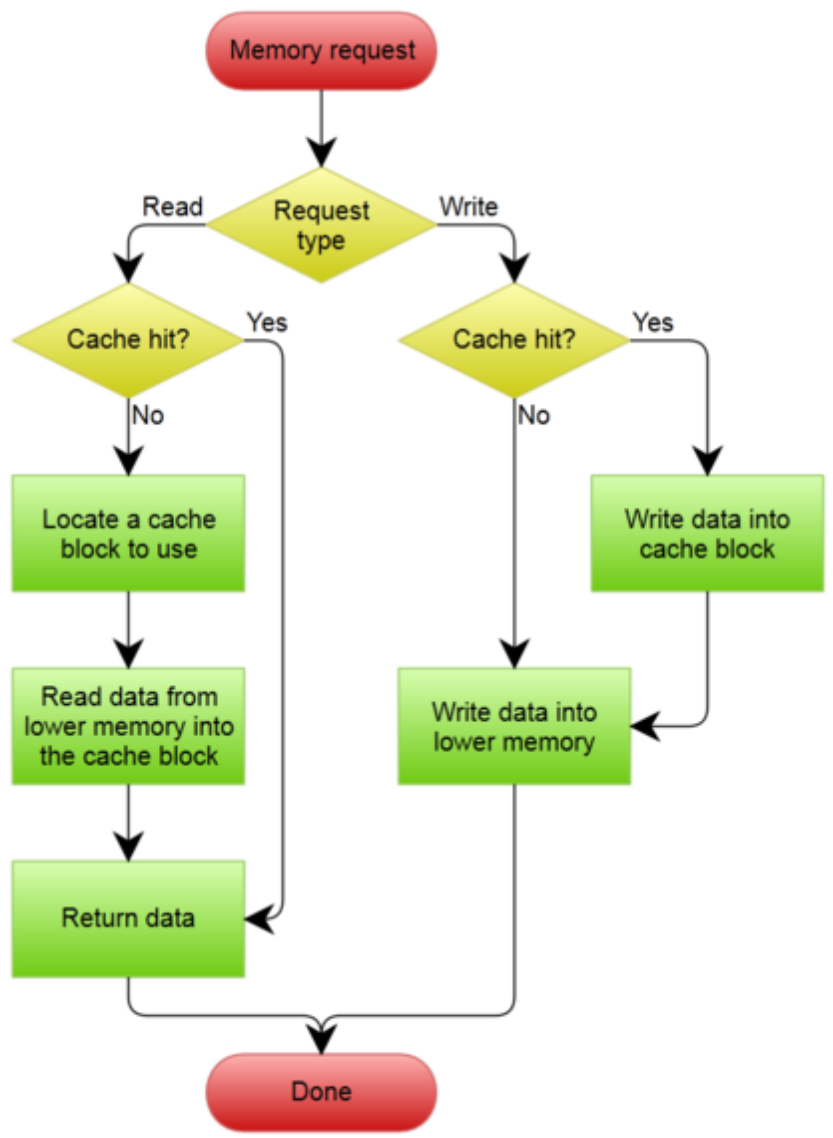 Memory request
Read
Request
type
Write
Cache hit?
Yes
Cache hit?
Yes
No
No
Locate a cache
block to use
Write data into
cache block
Read data from
lower memory into
the cache block
Write data into
lower memory
Return data
Done